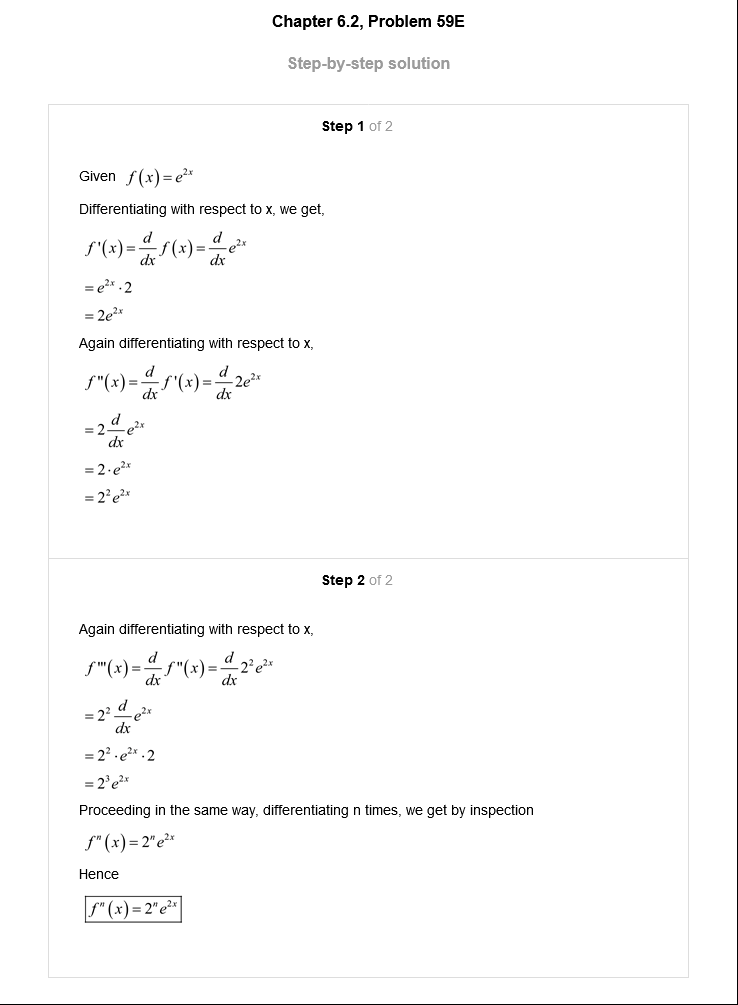 Chapter 6.2, Problem 59E
Step-by-step solution
Step 1 of 2
Given f(x)=e^{2x}
Differentiating with respect to x, we get,
f'(x)=\frac{d}{dx}f(x)=\frac{d}{dx}e^{2x}
=e^{2x}·2
=2e^{2x}
Again differentiating with respect to x,
f"(x)=\frac{d}{dx}f'(x)=\frac{d}{dx}2e^{2x}
=2\frac{d}{dx}e^{2x}
=2·e^{2x}
=2^2e^{2x}
Step 2 of 2
Again differentiating with respect to x,
f'"(x)=\frac{d}{dx}f"(x)=\frac{d}{dx}2^2e^{2x}
=2^2\frac{d}{dx}e^{2x}
=2^2·e^{2x}·2
=2^3e^{2x}
Proceeding in the same way, differentiating n times, we get by inspection
f^n(x)=2^ne^{2x}
Hence
f^n(x)=2^ne^{2x}